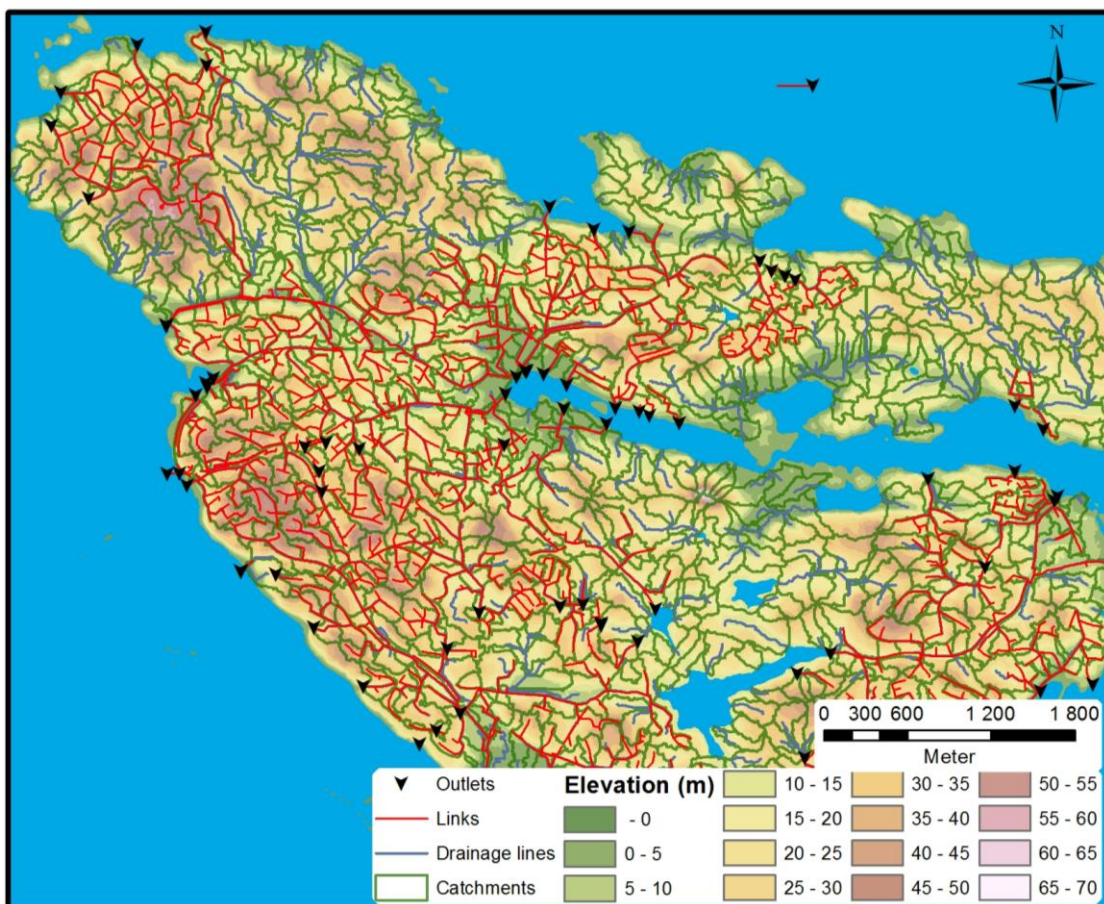 N
0 300 600 1 200 1 800
Meter
Outlets
Links
Drainage lines
Catchments
Elevation (m)
- 0
0 - 5
5 - 10
10 - 15
15 - 20
20 - 25
25 - 30
30 - 35
35 - 40
40 - 45
45 - 50
50 - 55
55 - 60
60 - 65
65 - 70